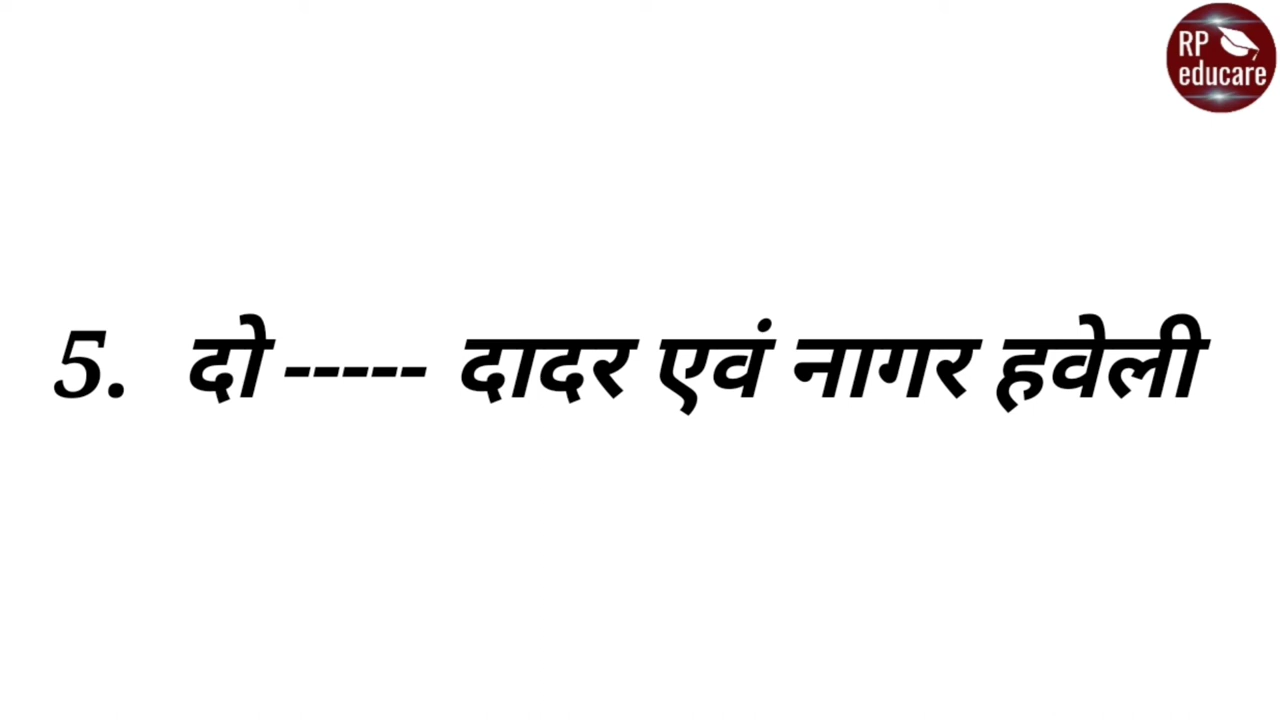 RP
educare
5. दो ----- दादर एवं नागर हवेली